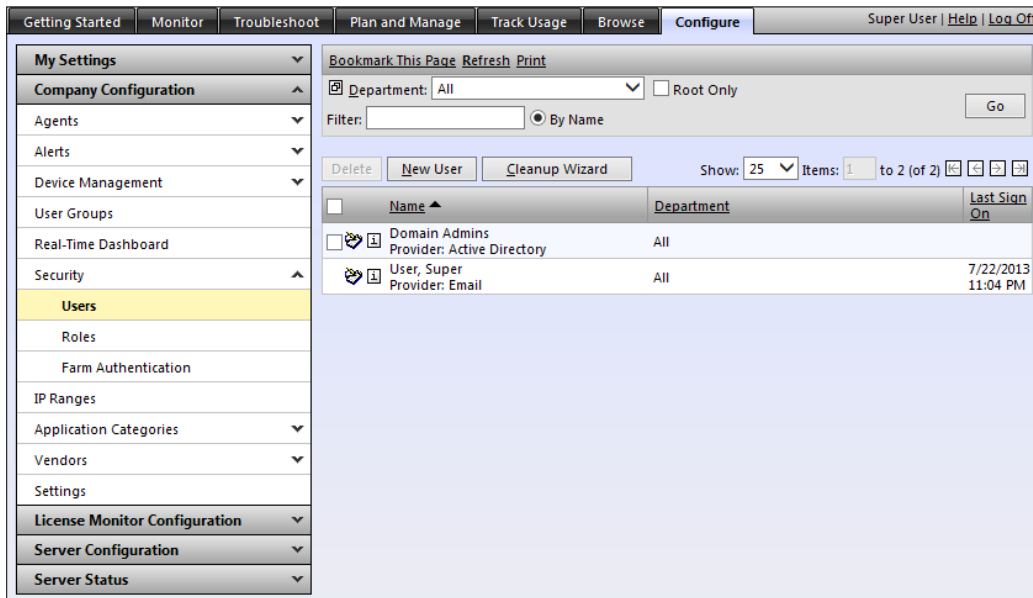 Getting Started Monitor Troubleshoot Plan and Manage Track Usage Browse Configure Super User | Help | Log Off
My Settings
Company Configuration
Agents
Alerts
Device Management
User Groups
Real-Time Dashboard
Security
Users
Roles
Farm Authentication
IP Ranges
Application Categories
Vendors
Settings
License Monitor Configuration
Server Configuration
Server Status
Bookmark This Page Refresh Print
Department: All Root Only
Filter: By Name
Go
Delete New User Cleanup Wizard Show: 25 Items: 1 to 2 (of 2)
Name Department Last Sign
On
Domain Admins
Provider: Active Directory
All
User, Super
Provider: Email
All
7/22/2013
11:04 PM